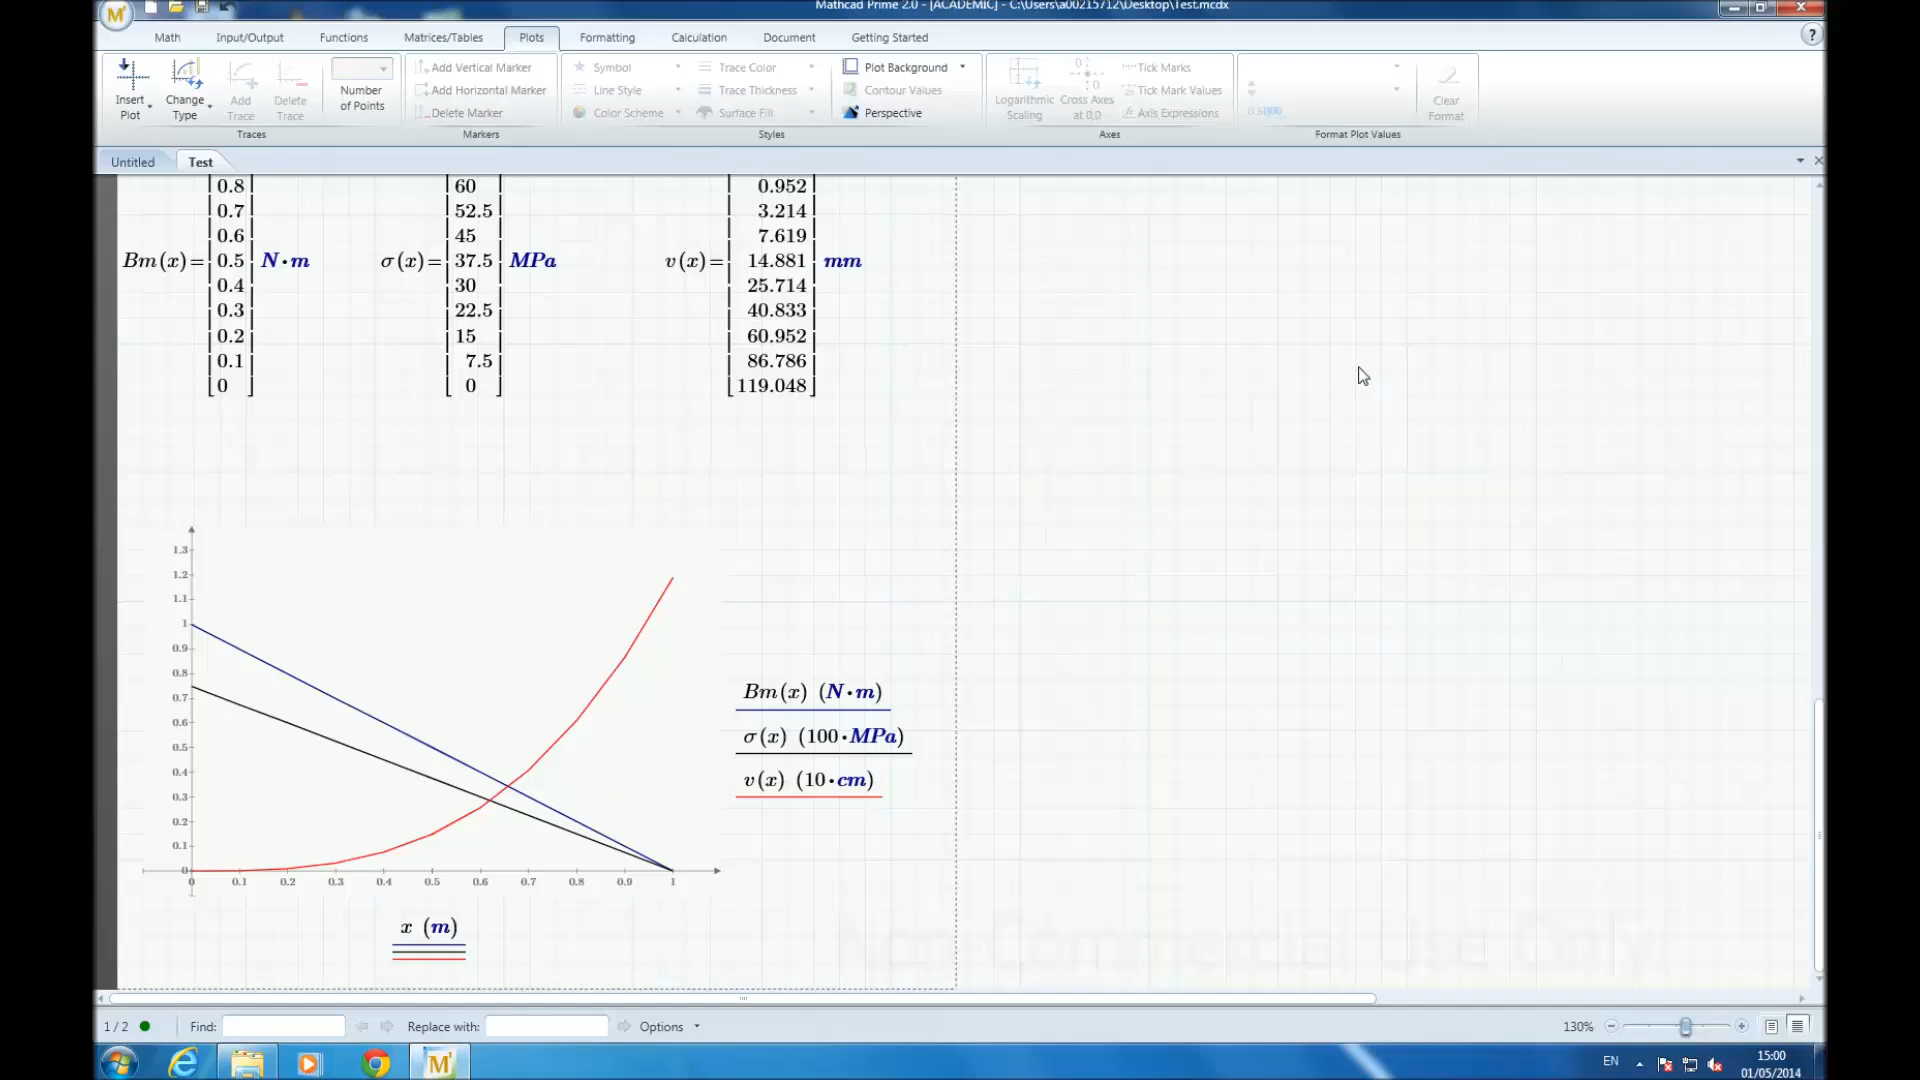 Mathcad Prime 2.0 - [ACADEMIC] - C:\Users\a00215712\Desktop\Test.mcdx
Math Input/Output Functions Matrices/Tables Plots Formatting Calculation Document Getting Started
Insert Plot
Change Type
Add Trace
Delete Trace
Traces
Number of Points
Add Vertical Marker
Add Horizontal Marker
Delete Marker
Markers
Symbol
Line Style
Color Scheme
Trace Color
Trace Thickness
Surface Fill
Plot Background
Contour Values
Perspective
Styles
Logarithmic Scaling
Cross Axes at 0,0
Tick Marks
Tick Mark Values
Axis Expressions
Axes
Format Plot Values
Clear Format
Untitled Test
0.8 60 0.952
0.7 52.5 3.214
0.6 45 7.619
Bm(x)= 0.5 N·m σ(x)= 37.5 MPa v(x)= 14.881 mm
0.4 30 25.714
0.3 22.5 40.833
0.2 15 60.952
0.1 7.5 86.786
0 0 119.048
1.3
1.2
1.1
1
0.9
0.8
0.7
0.6
0.5
0.4
0.3
0.2
0.1
0
0 0.1 0.2 0.3 0.4 0.5 0.6 0.7 0.8 0.9 1
Bm(x) (N·m)
σ(x) (100·MPa)
v(x) (10·cm)
x (m)
Non-Commercial Use Only
1 / 2 Find: Replace with: Options 130%
EN 15:00
01/05/2014